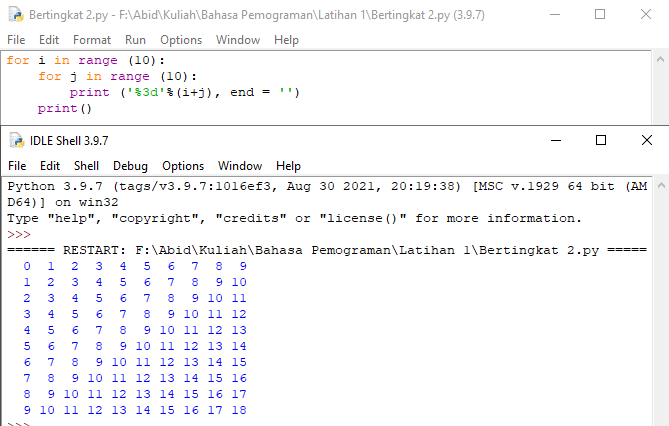 Bertingkat 2.py - F:\Abid\Kuliah\Bahasa Pemograman\Latihan 1\Bertingkat 2.py (3.9.7)
File Edit Format Run Options Window Help
for i in range (10):
    for j in range (10):
        print ('%3d'%(i+j), end = '')
    print()
IDLE Shell 3.9.7
File Edit Shell Debug Options Window Help
Python 3.9.7 (tags/v3.9.7:1016ef3, Aug 30 2021, 20:19:38) [MSC v.1929 64 bit (AM
D64)] on win32
Type "help", "copyright", "credits" or "license()" for more information.
>>>
====== RESTART: F:\Abid\Kuliah\Bahasa Pemograman\Latihan 1\Bertingkat 2.py =====
  0  1  2  3  4  5  6  7  8  9
  1  2  3  4  5  6  7  8  9 10
  2  3  4  5  6  7  8  9 10 11
  3  4  5  6  7  8  9 10 11 12
  4  5  6  7  8  9 10 11 12 13
  5  6  7  8  9 10 11 12 13 14
  6  7  8  9 10 11 12 13 14 15
  7  8  9 10 11 12 13 14 15 16
  8  9 10 11 12 13 14 15 16 17
  9 10 11 12 13 14 15 16 17 18
>>>